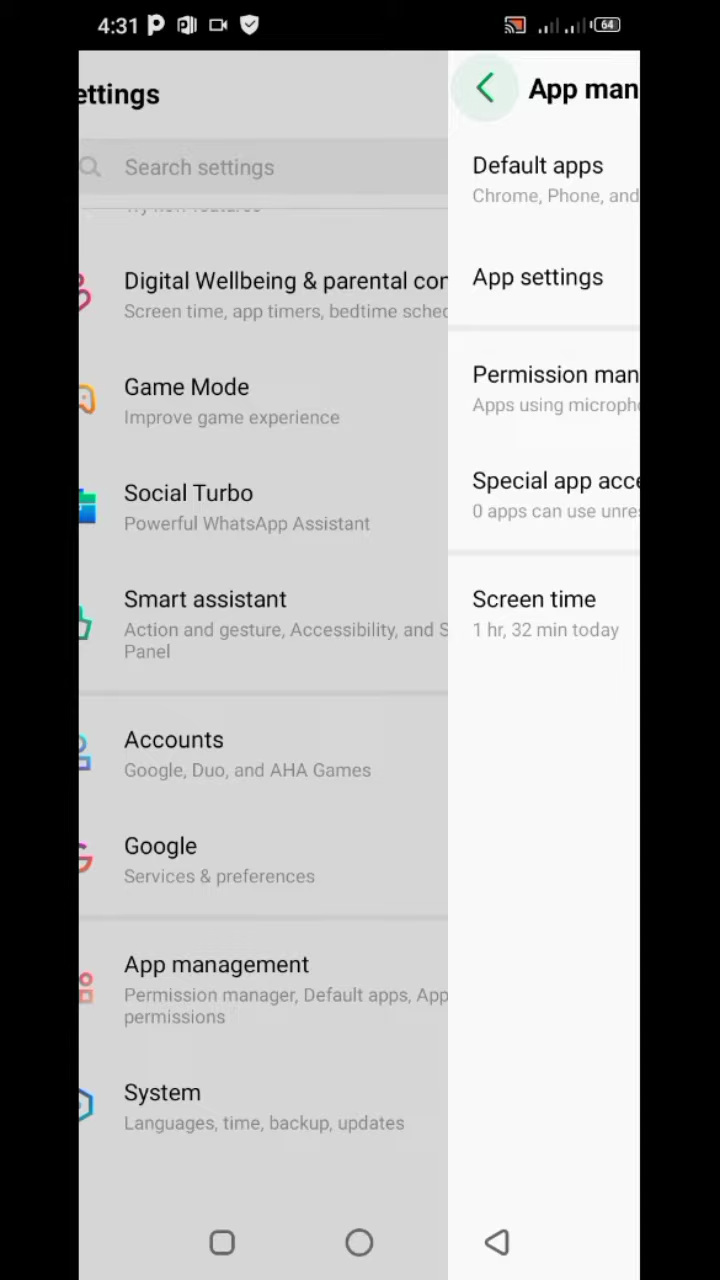 4:31
64
ettings
Search settings
Digital Wellbeing & parental con
Screen time, app timers, bedtime sched
Game Mode
Improve game experience
Social Turbo
Powerful WhatsApp Assistant
Smart assistant
Action and gesture, Accessibility, and S
Panel
Accounts
Google, Duo, and AHA Games
Google
Services & preferences
App management
Permission manager, Default apps, App
permissions
System
Languages, time, backup, updates
App man
Default apps
Chrome, Phone, and
App settings
Permission man
Apps using microph
Special app acce
0 apps can use unre
Screen time
1 hr, 32 min today